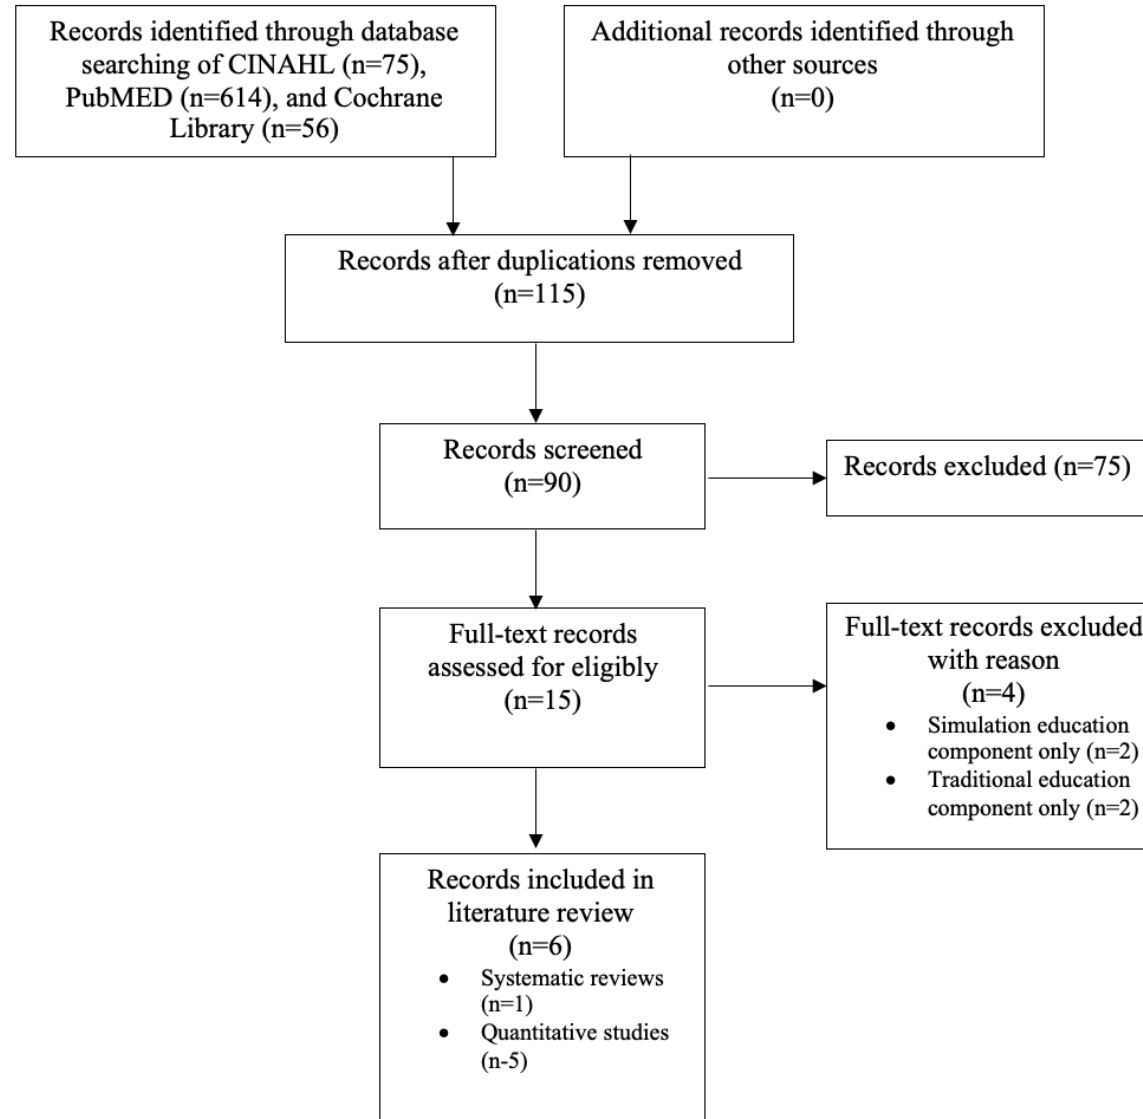 Records identified through database
searching of CINAHL (n=75),
PubMED (n=614), and Cochrane
Library (n=56)
Additional records identified through
other sources
(n=0)
Records after duplications removed
(n=115)
Records screened
(n=90)
Records excluded (n=75)
Full-text records
assessed for eligibly
(n=15)
Full-text records excluded
with reason
(n=4)
• Simulation education
component only (n=2)
• Traditional education
component only (n=2)
Records included in
literature review
(n=6)
• Systematic reviews
(n=1)
• Quantitative studies
(n-5)